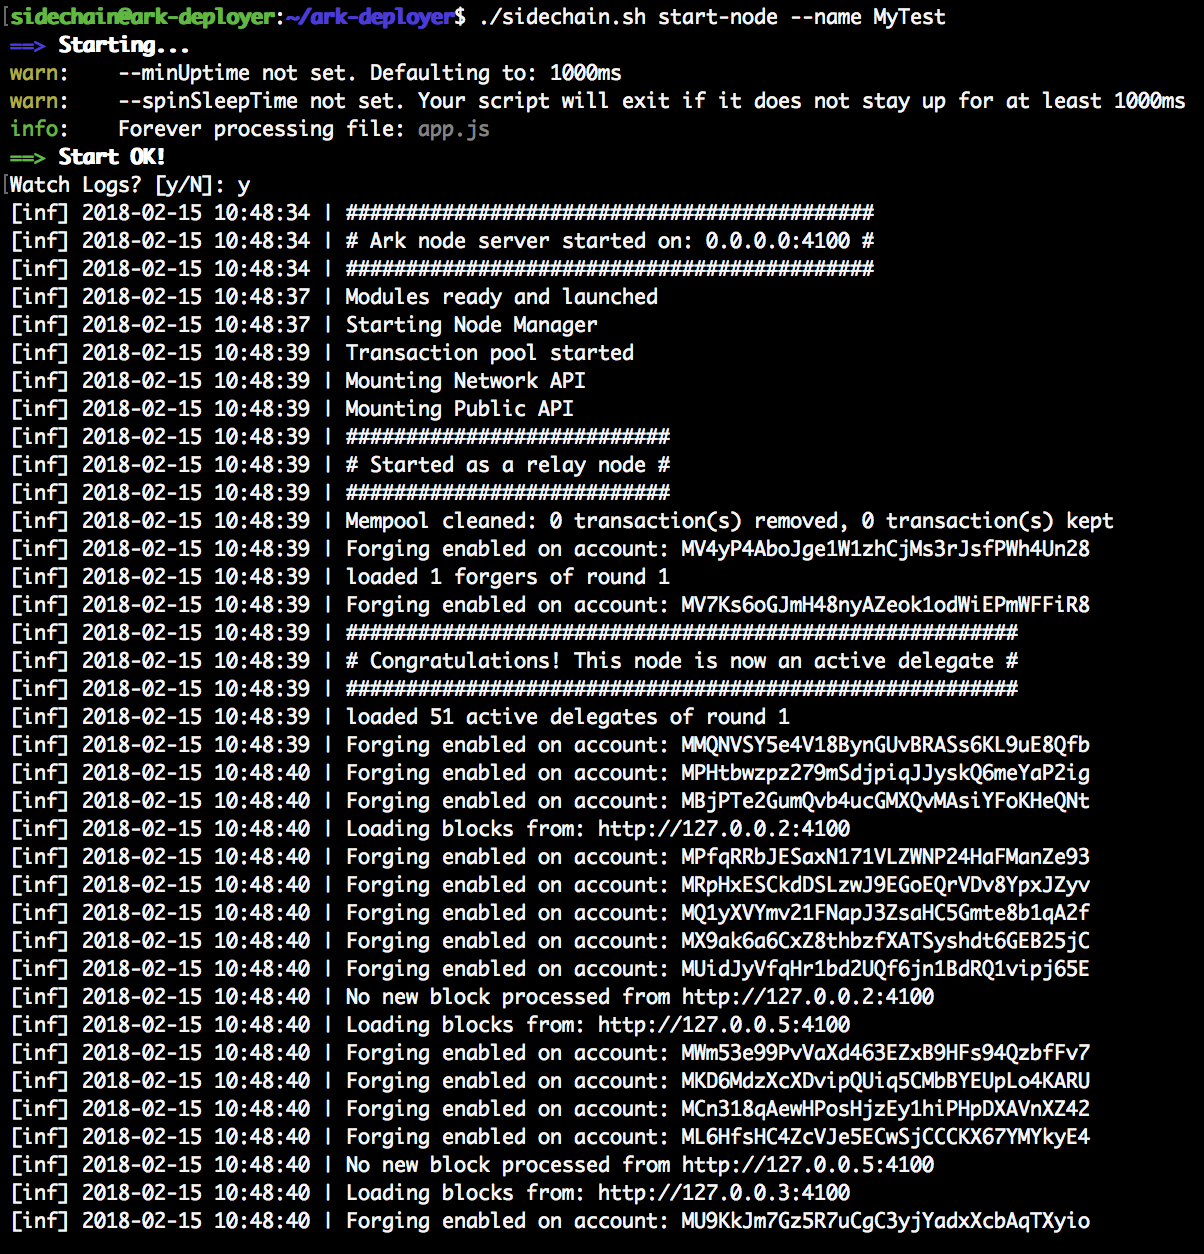 [sidechain@ark-deployer:~/ark-deployer$ ./sidechain.sh start-node --name MyTest
==> Starting...
warn:    --minUptime not set. Defaulting to: 1000ms
warn:    --spinSleepTime not set. Your script will exit if it does not stay up for at least 1000ms
info:    Forever processing file: app.js
==> Start OK!
[Watch Logs? [y/N]: y
[inf] 2018-02-15 10:48:34 | ############################################
[inf] 2018-02-15 10:48:34 | # Ark node server started on: 0.0.0.0:4100 #
[inf] 2018-02-15 10:48:34 | ############################################
[inf] 2018-02-15 10:48:37 | Modules ready and launched
[inf] 2018-02-15 10:48:37 | Starting Node Manager
[inf] 2018-02-15 10:48:39 | Transaction pool started
[inf] 2018-02-15 10:48:39 | Mounting Network API
[inf] 2018-02-15 10:48:39 | Mounting Public API
[inf] 2018-02-15 10:48:39 | ###########################
[inf] 2018-02-15 10:48:39 | # Started as a relay node #
[inf] 2018-02-15 10:48:39 | ###########################
[inf] 2018-02-15 10:48:39 | Mempool cleaned: 0 transaction(s) removed, 0 transaction(s) kept
[inf] 2018-02-15 10:48:39 | Forging enabled on account: MV4yP4AboJge1W1zhCjMs3rJsfPWh4Un28
[inf] 2018-02-15 10:48:39 | loaded 1 forgers of round 1
[inf] 2018-02-15 10:48:39 | Forging enabled on account: MV7Ks6oGJmH48nyAZeok1odWiEPmWFFiR8
[inf] 2018-02-15 10:48:39 | ########################################################
[inf] 2018-02-15 10:48:39 | # Congratulations! This node is now an active delegate #
[inf] 2018-02-15 10:48:39 | ########################################################
[inf] 2018-02-15 10:48:39 | loaded 51 active delegates of round 1
[inf] 2018-02-15 10:48:39 | Forging enabled on account: MMQNVSY5e4V18BynGUvBRASs6KL9uE8Qfb
[inf] 2018-02-15 10:48:40 | Forging enabled on account: MPHtbwzpz279mSdjpiqJJyskQ6meYaP2ig
[inf] 2018-02-15 10:48:40 | Forging enabled on account: MBjPTe2GumQvb4ucGMXQvMAsiYFoKHeQNt
[inf] 2018-02-15 10:48:40 | Loading blocks from: http://127.0.0.2:4100
[inf] 2018-02-15 10:48:40 | Forging enabled on account: MPfqRRbJESaxN171VLZWNP24HaFManZe93
[inf] 2018-02-15 10:48:40 | Forging enabled on account: MRpHxESCkdDSLzwJ9EGoEQrVDv8YpxJZyv
[inf] 2018-02-15 10:48:40 | Forging enabled on account: MQ1yXVYmv21FNapJ3ZsaHC5Gmte8b1qA2f
[inf] 2018-02-15 10:48:40 | Forging enabled on account: MX9ak6a6CxZ8thbzfXATSyshdt6GEB25jC
[inf] 2018-02-15 10:48:40 | Forging enabled on account: MUidJyVfqHr1bd2UQf6jn1BdRQ1vipj65E
[inf] 2018-02-15 10:48:40 | No new block processed from http://127.0.0.2:4100
[inf] 2018-02-15 10:48:40 | Loading blocks from: http://127.0.0.5:4100
[inf] 2018-02-15 10:48:40 | Forging enabled on account: MWm53e99PvVaXd463EZxB9HFs94QzbfFv7
[inf] 2018-02-15 10:48:40 | Forging enabled on account: MKD6MdzXcXDvipQUiq5CMbBYEUpLo4KARU
[inf] 2018-02-15 10:48:40 | Forging enabled on account: MCn318qAewHPosHjzEy1hiPHpDXAVnXZ42
[inf] 2018-02-15 10:48:40 | Forging enabled on account: ML6HfsHC4ZcVJe5ECwSjCCCKX67YMYkyE4
[inf] 2018-02-15 10:48:40 | No new block processed from http://127.0.0.5:4100
[inf] 2018-02-15 10:48:40 | Loading blocks from: http://127.0.0.3:4100
[inf] 2018-02-15 10:48:40 | Forging enabled on account: MU9KkJm7Gz5R7uCgC3yjYadxXcbAqTXyio